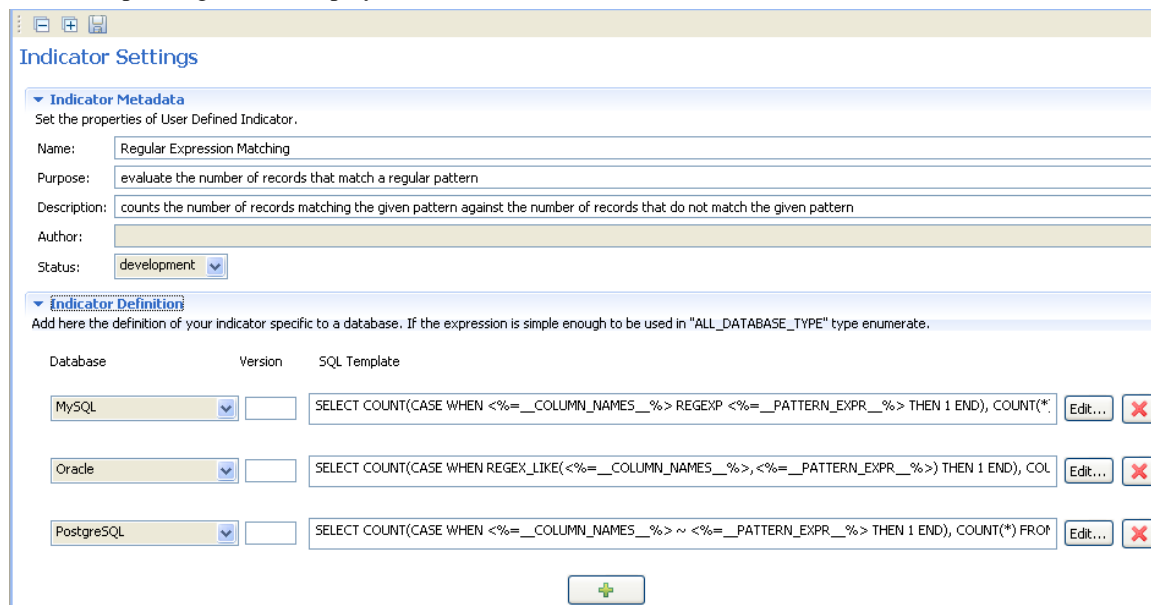 Indicator Settings
Indicator Metadata
Set the properties of User Defined Indicator.
Name: Regular Expression Matching
Purpose: evaluate the number of records that match a regular pattern
Description: counts the number of records matching the given pattern against the number of records that do not match the given pattern
Author:
Status: development
Indicator Definition
Add here the definition of your indicator specific to a database. If the expression is simple enough to be used in "ALL_DATABASE_TYPE" type enumerate.
Database Version SQL Template
MySQL SELECT COUNT(CASE WHEN <%=__COLUMN_NAMES__%> REGEXP <%=__PATTERN_EXPR__%> THEN 1 END), COUNT(* Edit...
Oracle SELECT COUNT(CASE WHEN REGEX_LIKE(<%=__COLUMN_NAMES__%>,<%=__PATTERN_EXPR__%>) THEN 1 END), COU Edit...
PostgreSQL SELECT COUNT(CASE WHEN <%=__COLUMN_NAMES__%> ~ <%=__PATTERN_EXPR__%> THEN 1 END), COUNT(*) FROM Edit...